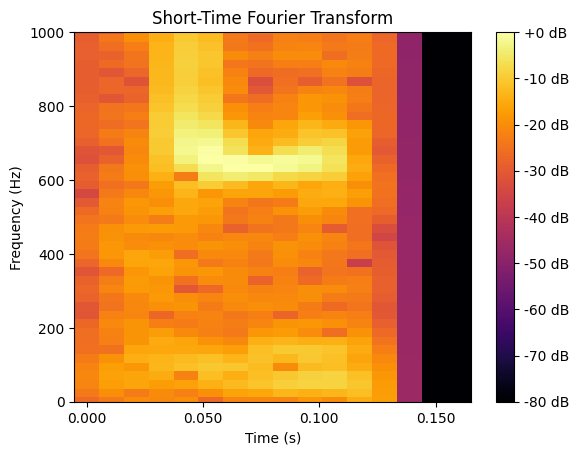 Short-Time Fourier Transform
1000
800
600
400
200
0
Frequency (Hz)
0.000
0.050
0.100
0.150
Time (s)
+0 dB
-10 dB
-20 dB
-30 dB
-40 dB
-50 dB
-60 dB
-70 dB
-80 dB